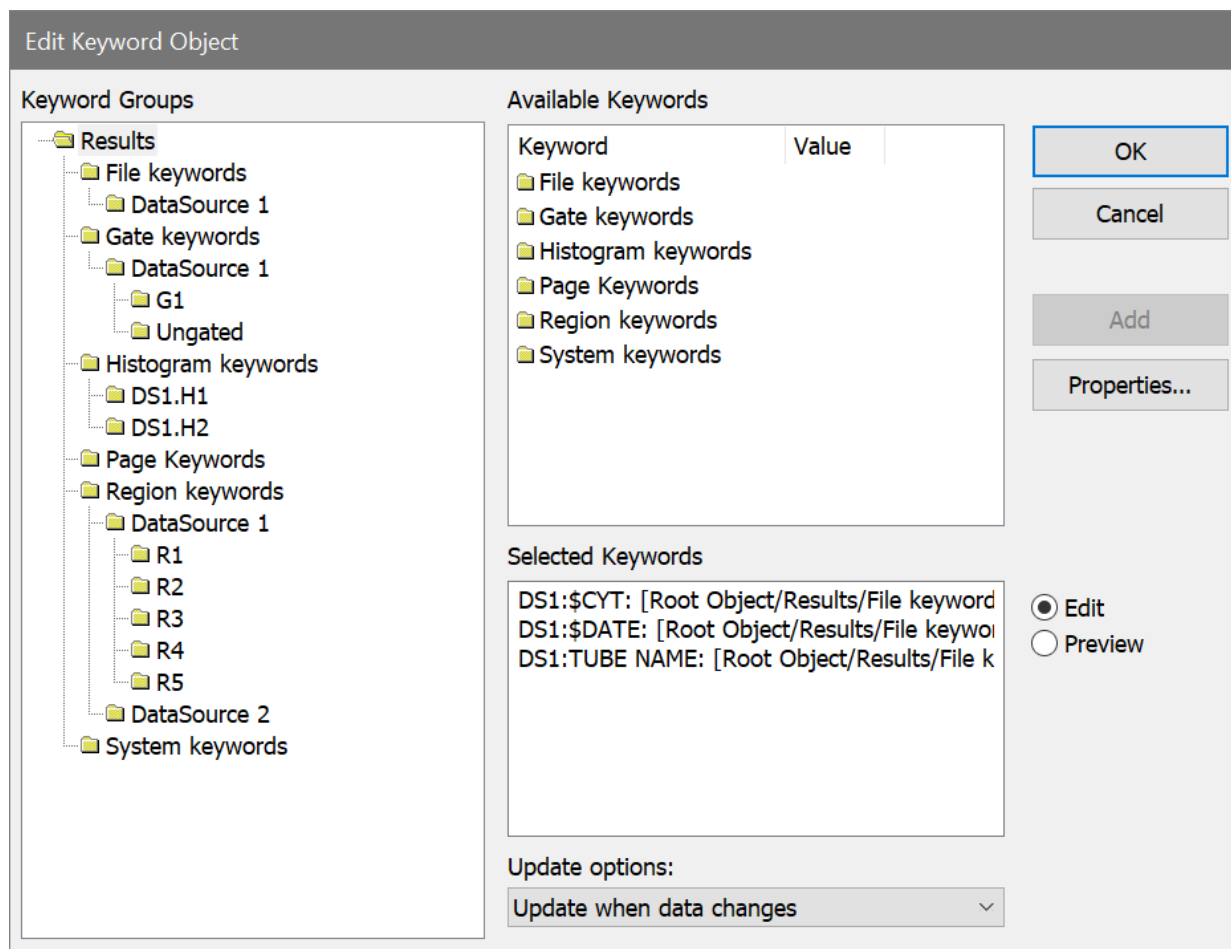 Edit Keyword Object
Keyword Groups
Results
File keywords
DataSource 1
Gate keywords
DataSource 1
G1
Ungated
Histogram keywords
DS1.H1
DS1.H2
Page Keywords
Region keywords
DataSource 1
R1
R2
R3
R4
R5
DataSource 2
System keywords
Available Keywords
Keyword Value
File keywords
Gate keywords
Histogram keywords
Page Keywords
Region keywords
System keywords
Selected Keywords
DS1:$CYT: [Root Object/Results/File keyword
DS1:$DATE: [Root Object/Results/File keywor
DS1:TUBE NAME: [Root Object/Results/File k
Update options:
Update when data changes
OK
Cancel
Add
Properties...
Edit
Preview